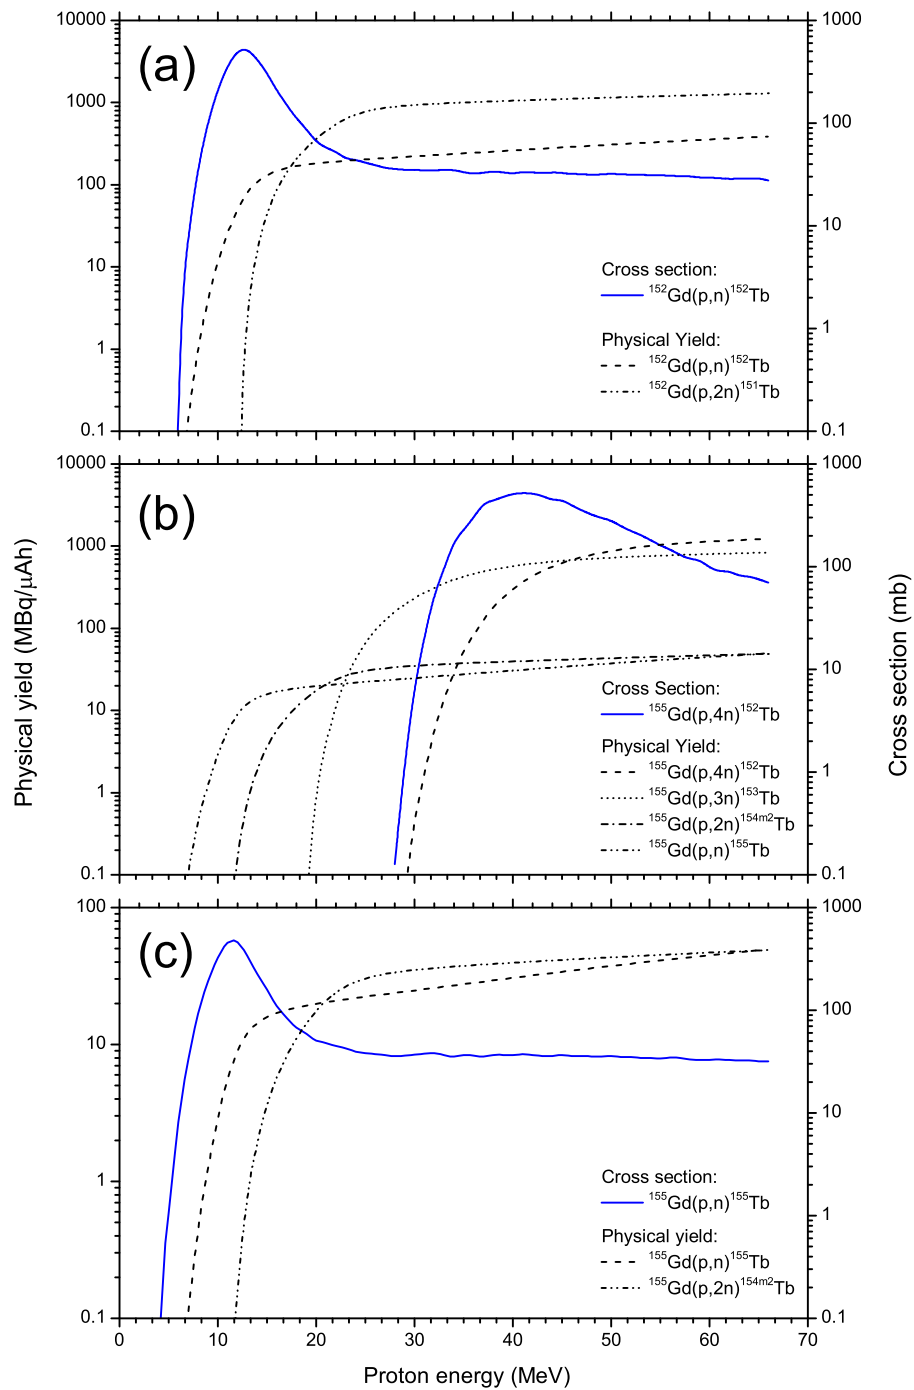 10000
1000
100
10
1
0.1
1000
100
10
1
0.1
(a)
Cross section:
¹⁵²Gd(p,n)¹⁵²Tb
Physical Yield:
¹⁵²Gd(p,n)¹⁵²Tb
¹⁵²Gd(p,2n)¹⁵¹Tb
10000
1000
100
10
1
0.1
1000
100
10
1
0.1
(b)
Cross Section:
¹⁵⁵Gd(p,4n)¹⁵²Tb
Physical Yield:
¹⁵⁵Gd(p,4n)¹⁵²Tb
¹⁵⁵Gd(p,3n)¹⁵³Tb
¹⁵⁵Gd(p,2n)¹⁵⁴ᵐ²Tb
¹⁵⁵Gd(p,n)¹⁵⁵Tb
Physical yield (MBq/μAh)
Cross section (mb)
100
10
1
0.1
1000
100
10
1
0.1
(c)
Cross section:
¹⁵⁵Gd(p,n)¹⁵⁵Tb
Physical yield:
¹⁵⁵Gd(p,n)¹⁵⁵Tb
¹⁵⁵Gd(p,2n)¹⁵⁴ᵐ²Tb
0 10 20 30 40 50 60 70
Proton energy (MeV)